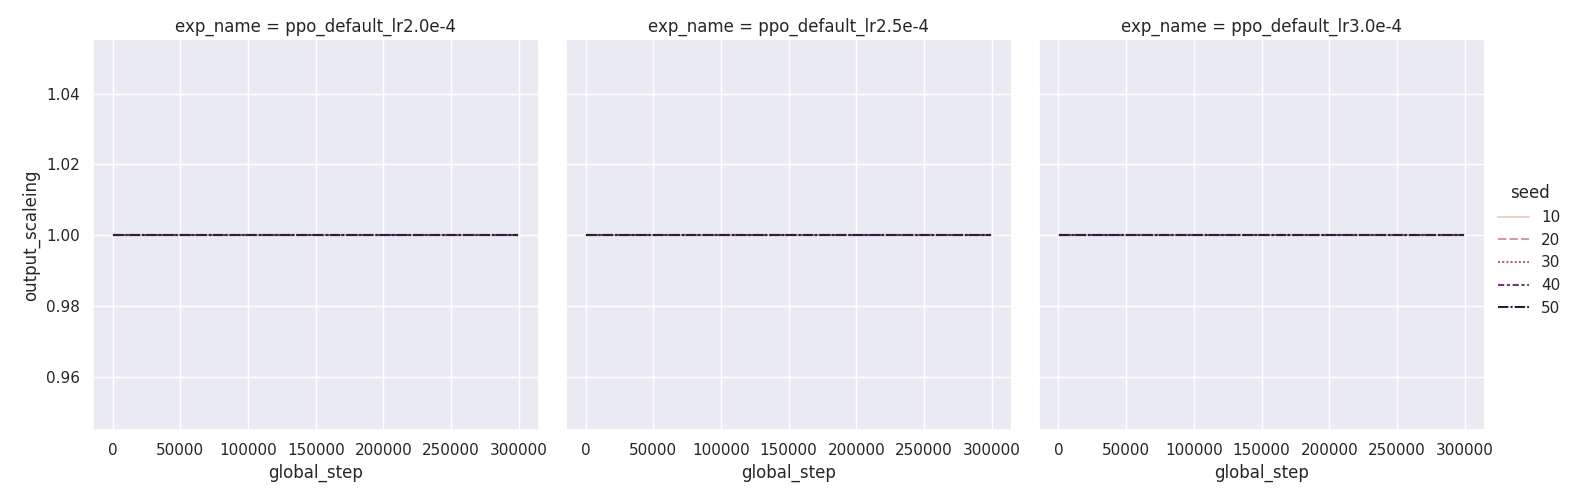 exp_name = ppo_default_lr2.0e-4
exp_name = ppo_default_lr2.5e-4
exp_name = ppo_default_lr3.0e-4
output_scaleing
1.04
1.02
1.00
0.98
0.96
0 50000 100000 150000 200000 250000 300000
0 50000 100000 150000 200000 250000 300000
0 50000 100000 150000 200000 250000 300000
global_step
global_step
global_step
seed
10
20
30
40
50